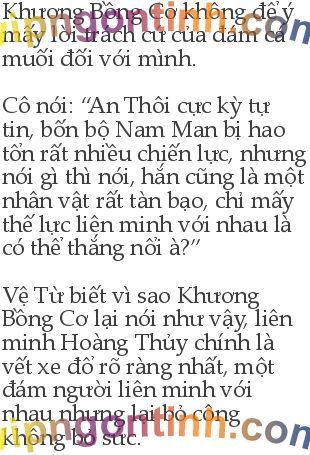 Khương Bồng Cơ không để ý
mấy lời trách cứ của đám cá
muối đối với mình.
Cô nói: “An Thôi cực kỳ tự
tin, bốn bộ Nam Man bị hao
tổn rất nhiều chiến lực, nhưng
nói gì thì nói, hắn cũng là một
nhân vật rất tàn bạo, chỉ mấy
thế lực liên minh với nhau là
có thể thắng nổi à?”
Vệ Từ biết vì sao Khương
Bồng Cơ lại nói như vậy, liên
minh Hoàng Thủy chính là
vết xe đổ rõ ràng nhất, một
đám người liên minh với
nhau nhưng lại bỏ công
không bỏ sức.
vipngontinh.com
vipngontinh.com